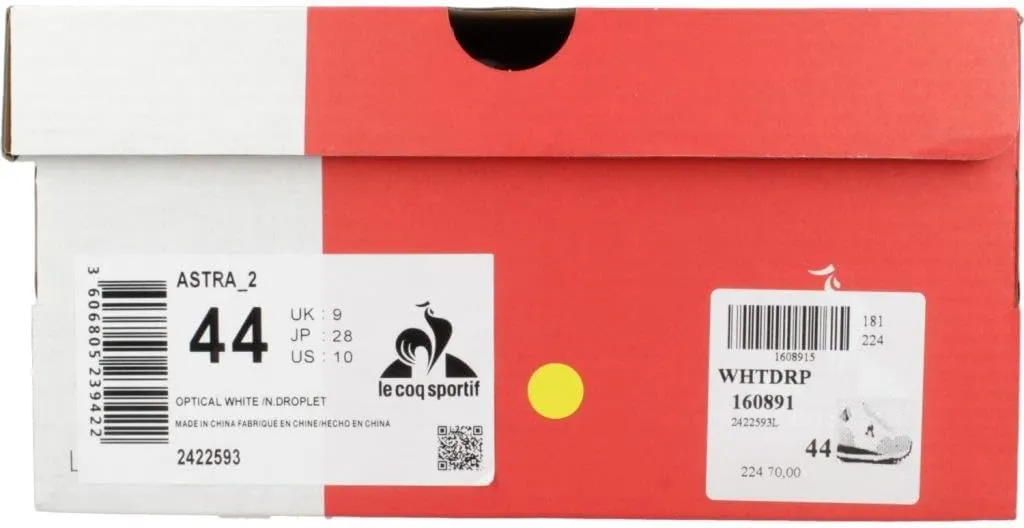 3 606805 239422
ASTRA_2
44
UK : 9
JP : 28
US : 10
le coq sportif
OPTICAL WHITE /N.DROPLET
MADE IN CHINA FABRIQUE EN CHINE/HECHO EN CHINA
2422593
1608915
181
224
WHTDRP
160891
2422593L
44
224 70,00